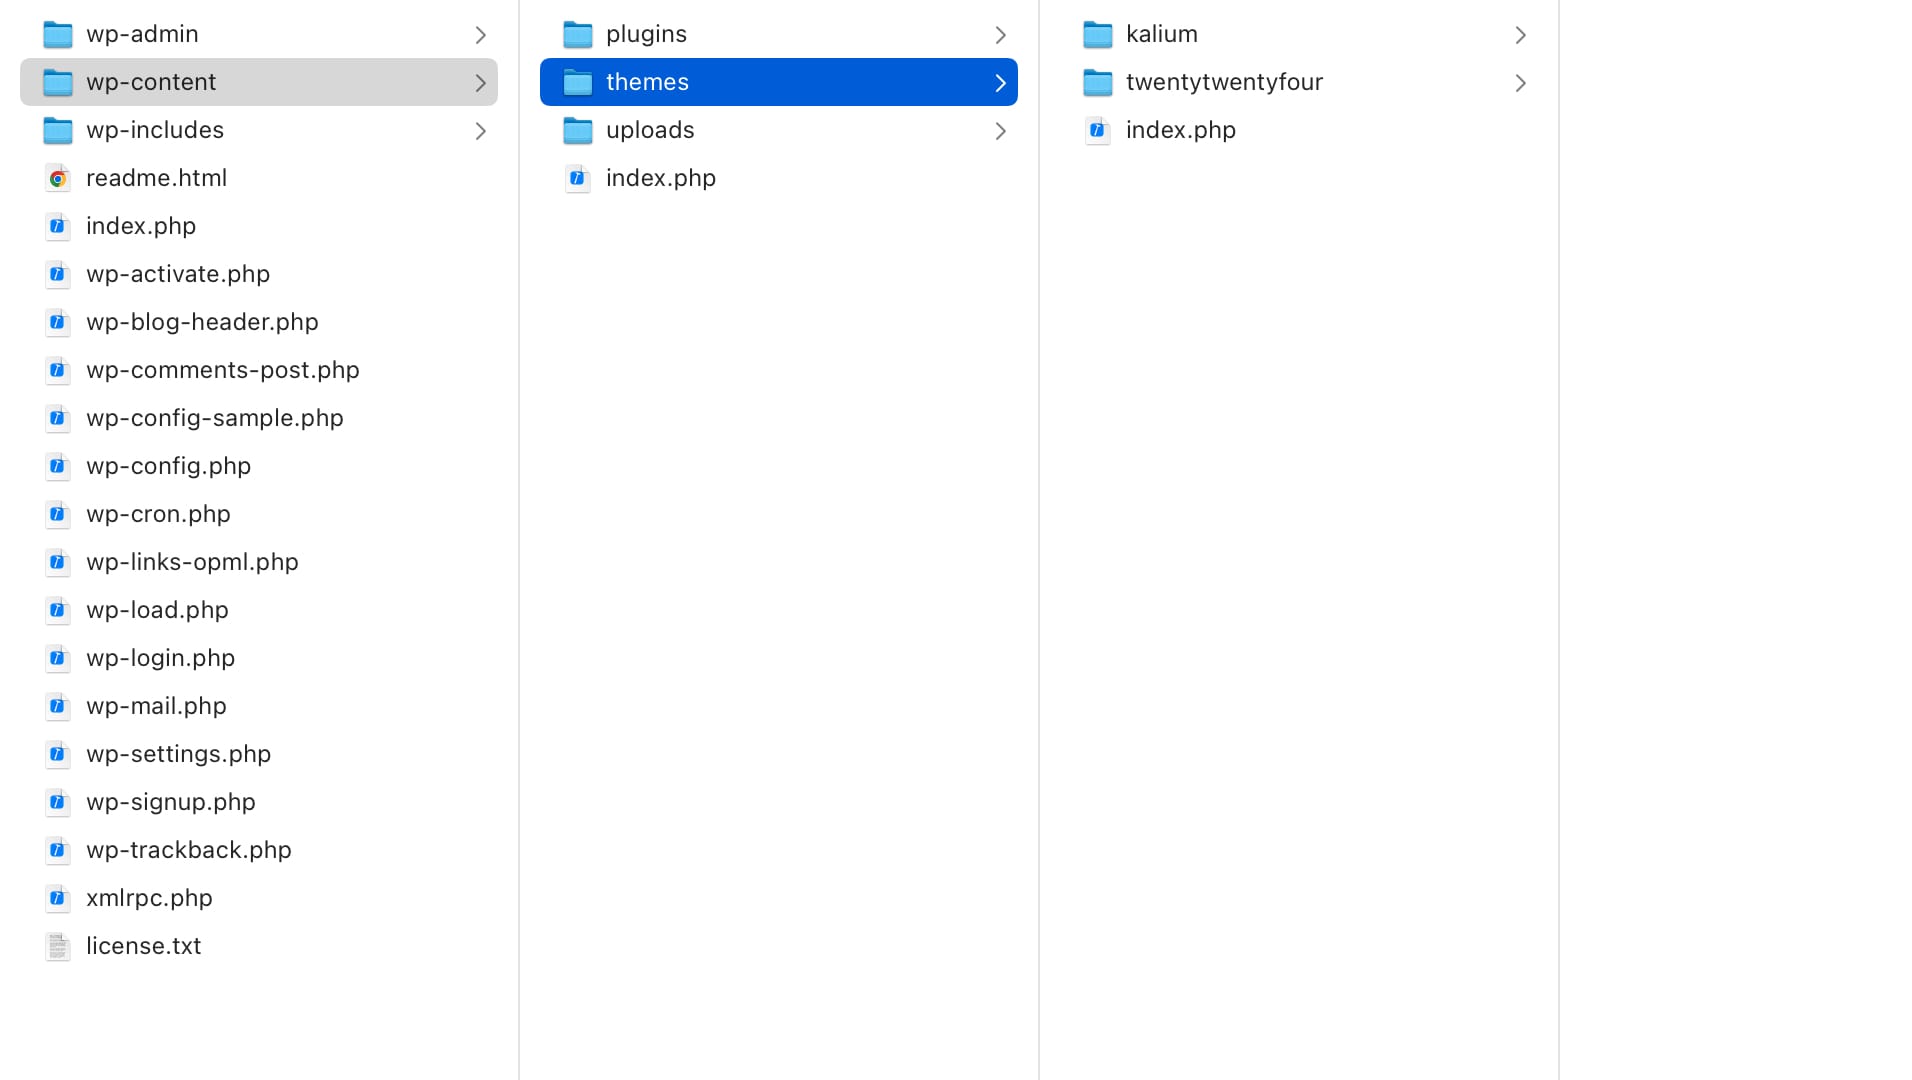 wp-admin
wp-content
wp-includes
readme.html
index.php
wp-activate.php
wp-blog-header.php
wp-comments-post.php
wp-config-sample.php
wp-config.php
wp-cron.php
wp-links-opml.php
wp-load.php
wp-login.php
wp-mail.php
wp-settings.php
wp-signup.php
wp-trackback.php
xmlrpc.php
license.txt
plugins
themes
uploads
index.php
kalium
twentytwentyfour
index.php